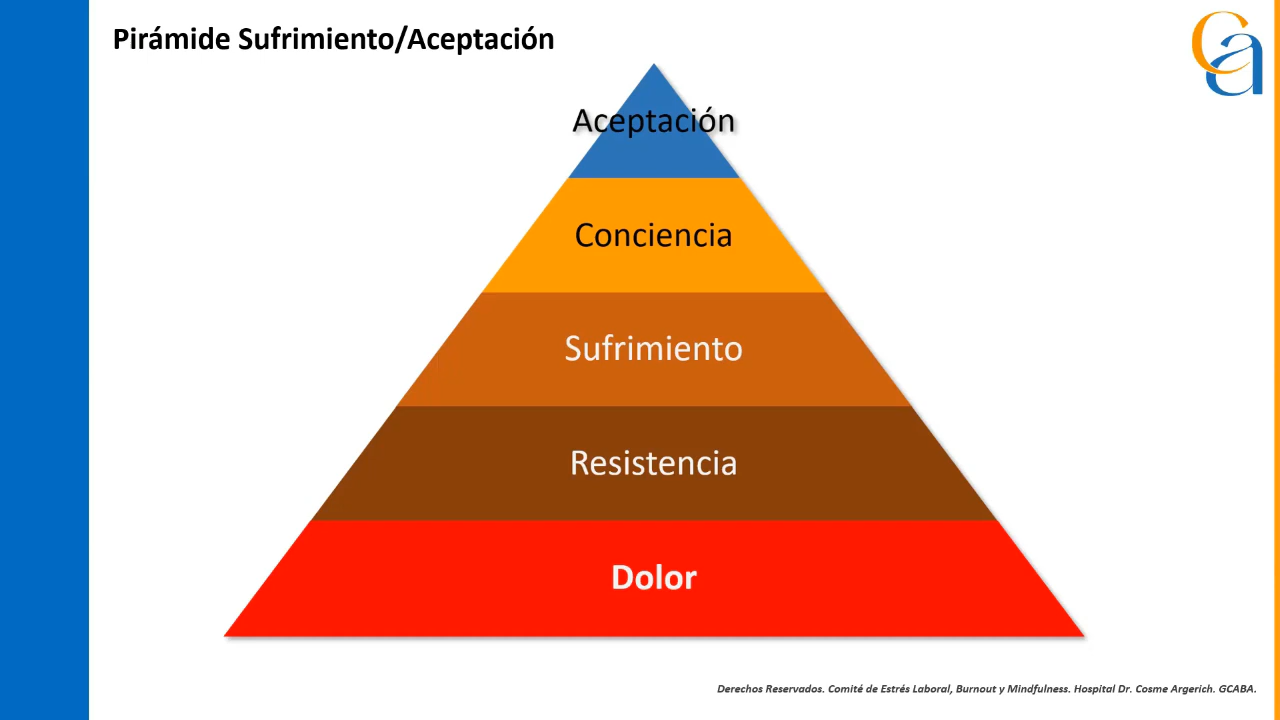 Pirámide Sufrimiento/Aceptación
Ca
Aceptación
Conciencia
Sufrimiento
Resistencia
Dolor
Derechos Reservados. Comité de Estrés Laboral, Burnout y Mindfulness. Hospital Dr. Cosme Argerich. GCABA.